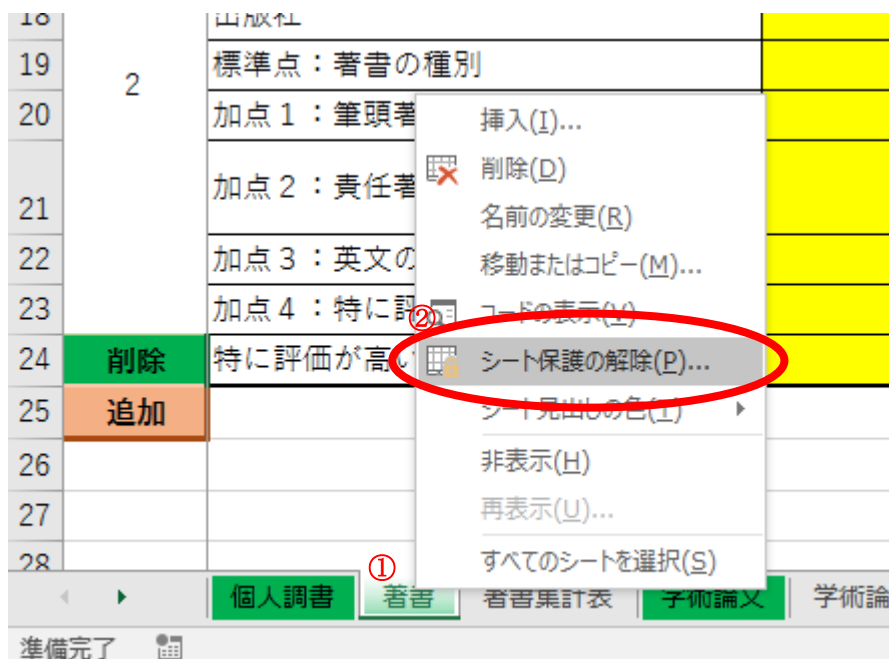 18
出版社
19
標準点：著書の種別
2
20
加点１：筆頭著
挿入(I)...
削除(D)
21
加点２：責任著
名前の変更(R)
22
加点３：英文の
移動またはコピー(M)...
23
加点４：特に評
②
コードの表示(V)
24
削除
特に評価が高い
シート保護の解除(P)...
25
追加
シート見出しの色(T)
26
非表示(H)
27
再表示(U)...
28
①
すべてのシートを選択(S)
個人調書
著書
著書集計表
学術論文
学術論
準備完了